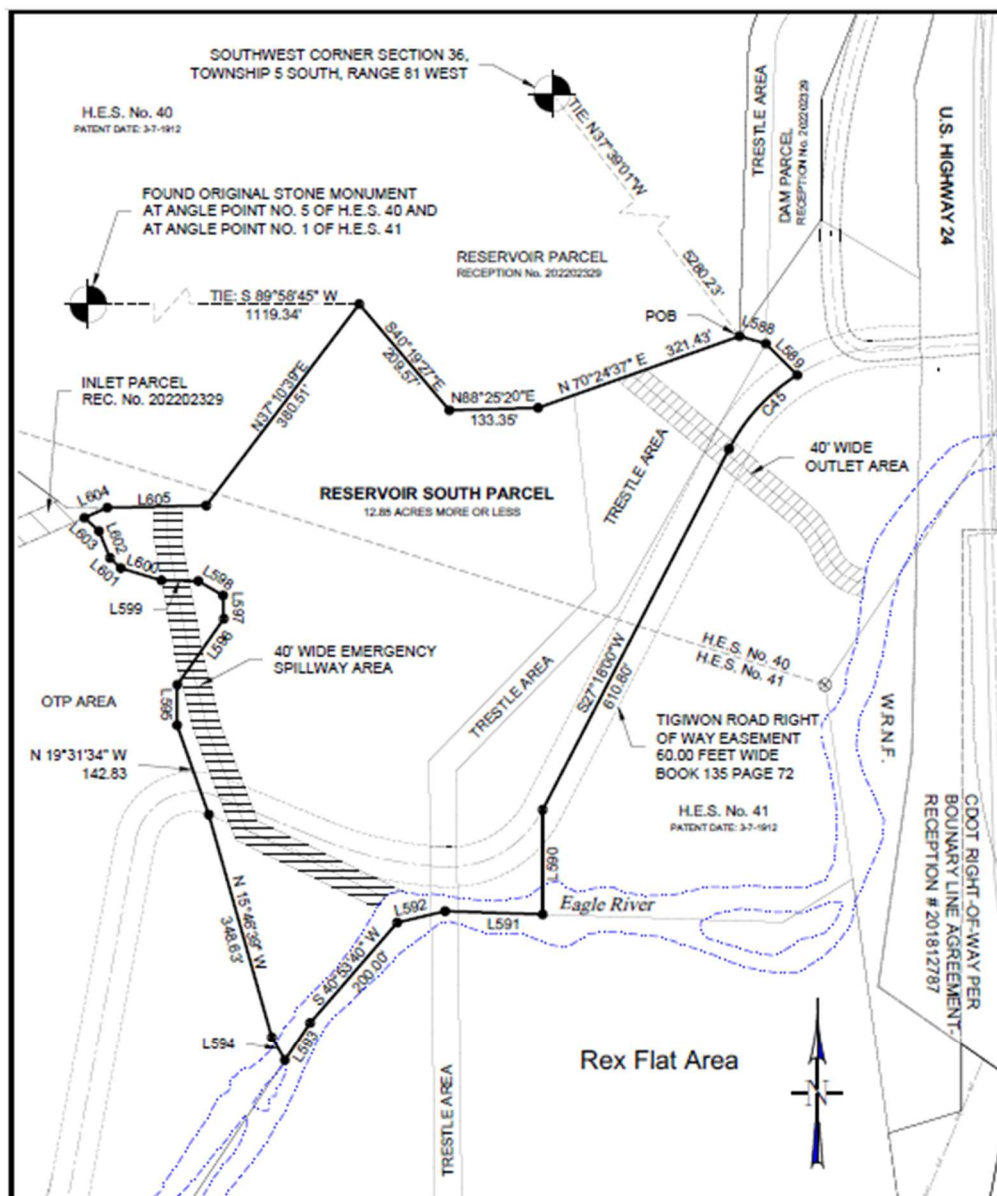 SOUTHWEST CORNER SECTION 36,
TOWNSHIP 5 SOUTH, RANGE 81 WEST
H.E.S. No. 40
PATENT DATE: 3-7-1912
TIE: N37°39'01"W
5280.23'
TRESTLE AREA
DAM PARCEL
RECEPTION No. 202202329
U.S. HIGHWAY 24
FOUND ORIGINAL STONE MONUMENT
AT ANGLE POINT NO. 5 OF H.E.S. 40 AND
AT ANGLE POINT NO. 1 OF H.E.S. 41
RESERVOIR PARCEL
RECEPTION No. 202202329
TIE: S 89°58'45" W
1119.34'
POB
L588
L589
C45
S40°19'27"E
209.57'
N 70°24'37" E
321.43'
N88°25'20"E
133.35'
N37°10'39"E
380.51'
INLET PARCEL
REC. No. 202202329
TRESTLE AREA
40' WIDE
OUTLET AREA
RESERVOIR SOUTH PARCEL
12.85 ACRES MORE OR LESS
L604
L605
L603
L602
L601
L600
L599
L598
L597
L596
H.E.S. No. 40
H.E.S. No. 41
40' WIDE EMERGENCY
SPILLWAY AREA
TRESTLE AREA
S27°18'00"W
610.80'
OTP AREA
L595
W.R.N.F.
N 19°31'34" W
142.83
TIGIWON ROAD RIGHT
OF WAY EASEMENT
60.00 FEET WIDE
BOOK 135 PAGE 72
H.E.S. No. 41
PATENT DATE: 3-7-1912
CDOT RIGHT-OF-WAY PER
BOUNARY LINE AGREEMENT-
RECEPTION # 201812787
L590
Eagle River
L592
L591
N 15°46'39" W
348.63'
S 40°53'40" W
200.00'
L594
L593
Rex Flat Area
TRESTLE AREA
N